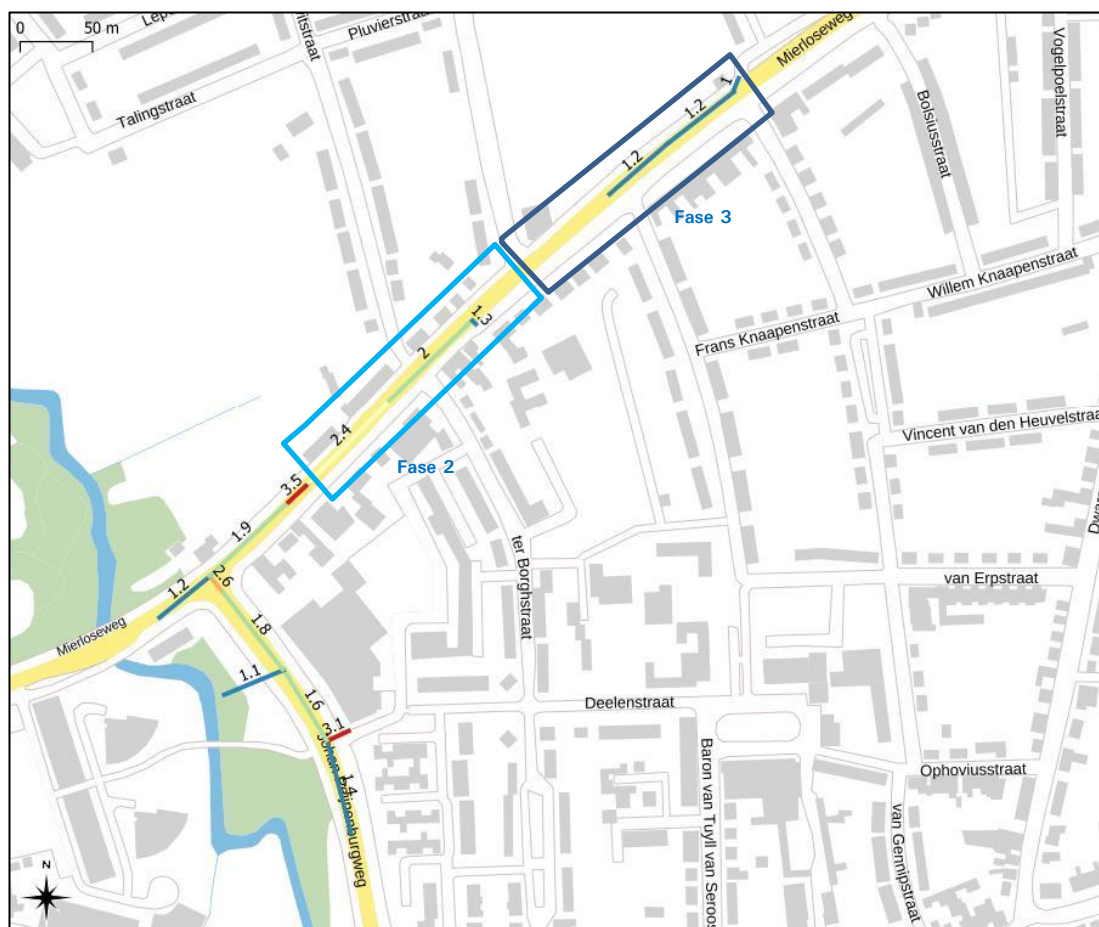 0 50 m
Pluvierstraat
Talingstraat
Mierloseweg
Vogelpoelstraat
Bolsiusstraat
1
1.2
1.2
Fase 3
Willem Knaapenstraat
Frans Knaapenstraat
1.3
2
2.4
Vincent van den Heuvelstraat
Fase 2
3.5
1.9
ter Borghstraat
2.6
1.2
van Erpstraat
1.8
Mierloseweg
1.1
1.6
Deelenstraat
3.1
1.4
Baron van Tuyll van Seroos
Ophoviusstraat
van Gennipstraat
N